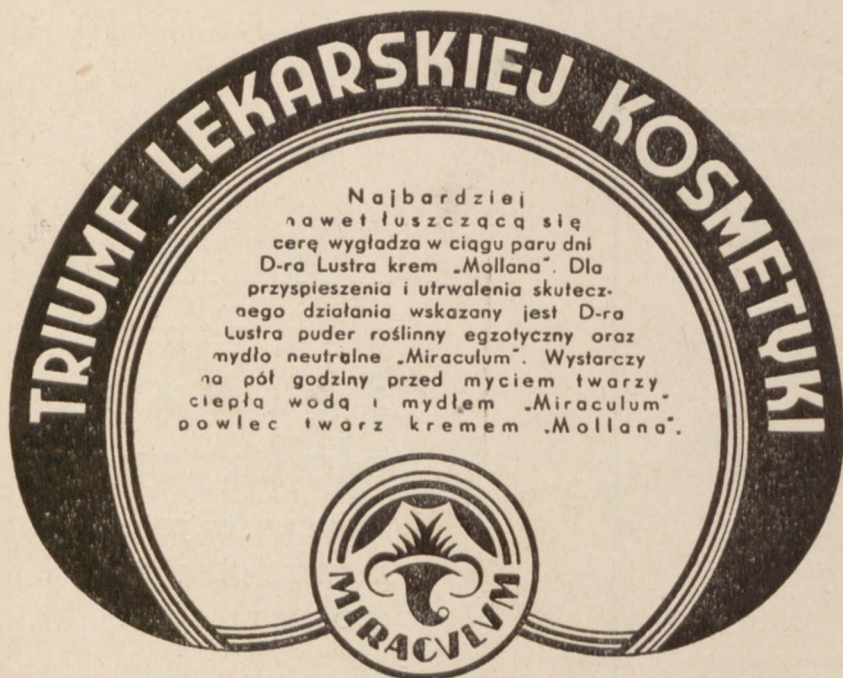 TRIUMF LEKARSKIEJ KOSMETYKI
Najbardziej
nawet łuszczącą się
cerę wygładza w ciągu paru dni
D-ra Lustra krem „Mollana". Dla
przyspieszenia i utrwalenia skutecz-
nego działania wskazany jest D-ra
Lustra puder roślinny egzotyczny oraz
mydło neutralne „Miraculum". Wystarczy
na pół godziny przed myciem twarzy
ciepłą wodą i mydłem „Miraculum"
powlec twarz kremem „Mollana".
MIRACVLVM